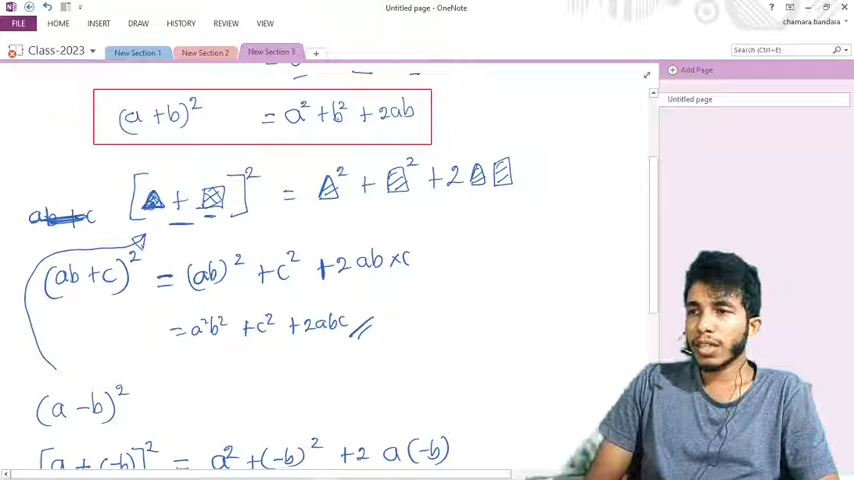 Untitled page - OneNote
FILE HOME INSERT DRAW HISTORY REVIEW VIEW
chamara bandara
Class-2023 New Section 1 New Section 2 New Section 3 +
Search (Ctrl+E)
Add Page
Untitled page
(a + b)² = a² + b² + 2ab
[△ + □]² = △² + □² + 2△□
(ab + c)² = (ab)² + c² + 2ab × c
= a²b² + c² + 2abc //
(a - b)²
[a + (-b)]² = a² + (-b)² + 2 a(-b)